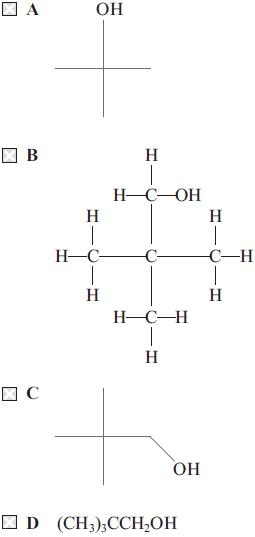 A OH
B H
H—C—OH
H H
H—C—C—C—H
H H
H—C—H
H
C
OH
D (CH₃)₃CCH₂OH